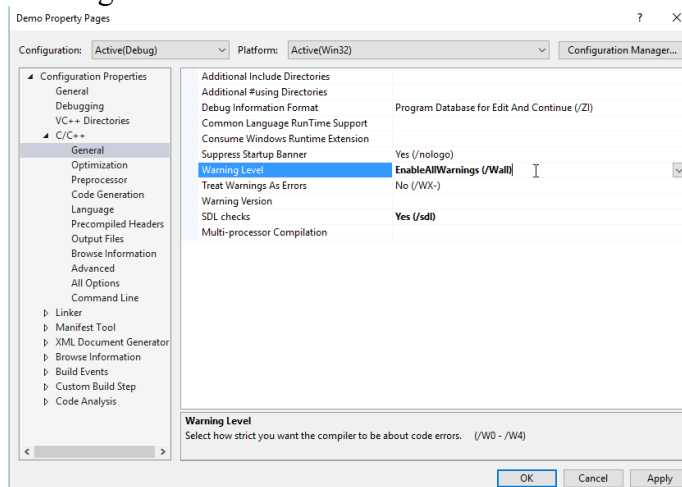 Demo Property Pages ? ×
Configuration: Active(Debug) Platform: Active(Win32) Configuration Manager...
Configuration Properties
General
Debugging
VC++ Directories
C/C++
General
Optimization
Preprocessor
Code Generation
Language
Precompiled Headers
Output Files
Browse Information
Advanced
All Options
Command Line
Linker
Manifest Tool
XML Document Generator
Browse Information
Build Events
Custom Build Step
Code Analysis
Additional Include Directories
Additional #using Directories
Debug Information Format Program Database for Edit And Continue (/ZI)
Common Language RunTime Support
Consume Windows Runtime Extension
Suppress Startup Banner Yes (/nologo)
Warning Level EnableAllWarnings (/Wall)
Treat Warnings As Errors No (/WX-)
Warning Version
SDL checks Yes (/sdl)
Multi-processor Compilation
Warning Level
Select how strict you want the compiler to be about code errors. (/W0 - /W4)
OK Cancel Apply